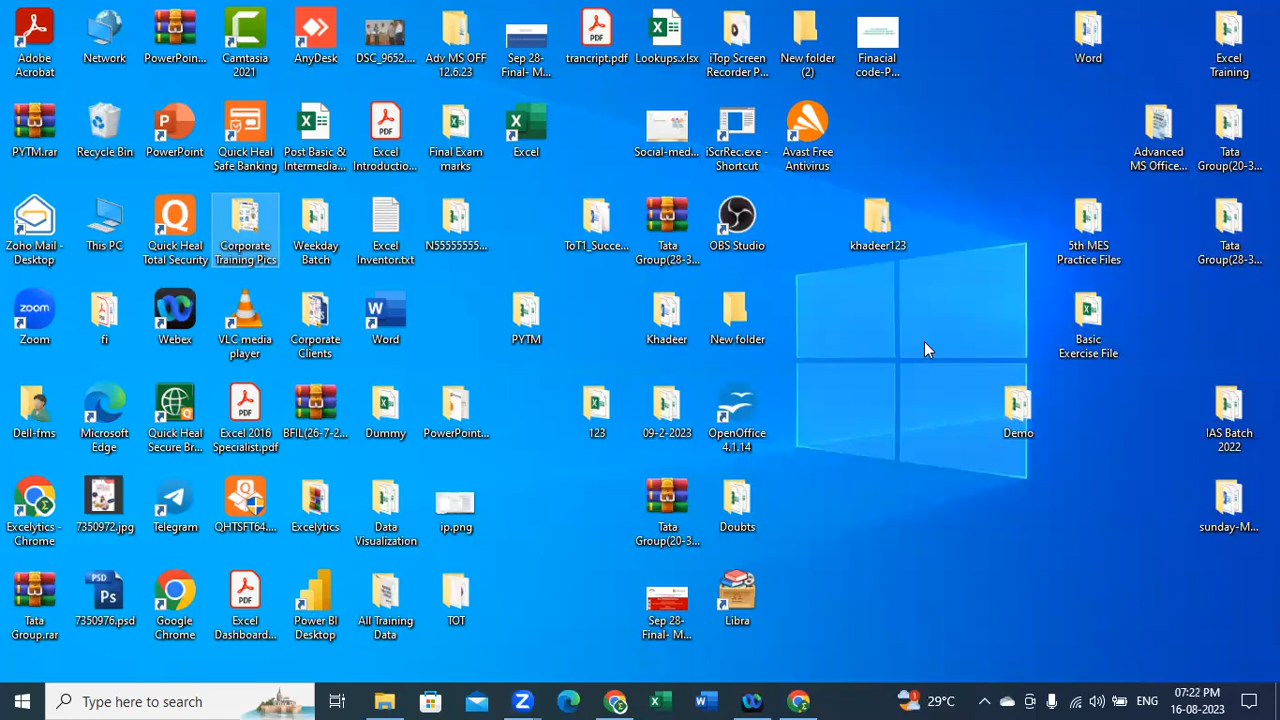 Adobe
Acrobat
Network
PowerPoin...
Camtasia
2021
AnyDesk
DSC_9652....
Adv MS OFF
12.6.23
Sep 28-
Final- M...
trancript.pdf
Lookups.xlsx
iTop Screen
Recorder P...
New folder
(2)
Finacial
code-P...
Word
Excel
Training
PYTM.rar
Recycle Bin
PowerPoint
Quick Heal
Safe Banking
Post Basic &
Intermedia...
Excel
Introductio...
Final Exam
marks
Excel
Social-med...
iScrRec.exe -
Shortcut
Avast Free
Antivirus
Advanced
MS Office...
Tata
Group(20-3...
Zoho Mail -
Desktop
This PC
Quick Heal
Total Security
Corporate
Training Pics
Weekday
Batch
Excel
Inventor.txt
N55555555...
ToT1_Succe...
Tata
Group(28-3...
OBS Studio
khadeer123
5th MES
Practice Files
Tata
Group(28-3...
zoom
Zoom
fi
Webex
VLC media
player
Corporate
Clients
Word
PYTM
Khadeer
New folder
Basic
Exercise File
Dell-fms
Microsoft
Edge
Quick Heal
Secure Br...
Excel 2016
Specialist.pdf
BFIL(26-7-2...
Dummy
PowerPoint...
123
09-2-2023
OpenOffice
4.1.14
Demo
IAS Batch
2022
Excelytics -
Chrome
7350972.jpg
Telegram
QHTSFT64....
Excelytics
Data
Visualization
ip.png
Tata
Group(20-3...
Doubts
sunday-M...
Tata
Group.rar
PSD
Ps
7350976.psd
Google
Chrome
Excel
Dashboard...
Power BI
Desktop
All Training
Data
TOT
Sep 28-
Final- M...
Libra
Type here to search
29°C
ENG
07:22 PM
16-08-2023